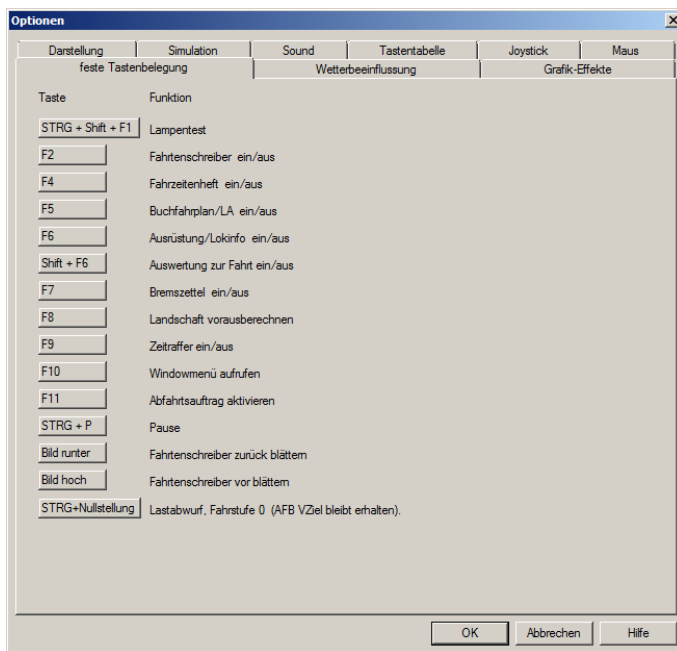 Optionen
Darstellung Simulation Sound Tastentabelle Joystick Maus
feste Tastenbelegung Wetterbeeinflussung Grafik-Effekte
Taste Funktion
STRG + Shift + F1 Lampentest
F2 Fahrtenschreiber ein/aus
F4 Fahrzeitenheft ein/aus
F5 Buchfahrplan/LA ein/aus
F6 Ausrüstung/Lokinfo ein/aus
Shift + F6 Auswertung zur Fahrt ein/aus
F7 Bremszettel ein/aus
F8 Landschaft vorausberechnen
F9 Zeitraffer ein/aus
F10 Windowmenü aufrufen
F11 Abfahrtsauftrag aktivieren
STRG + P Pause
Bild runter Fahrtenschreiber zurück blättern
Bild hoch Fahrtenschreiber vor blättern
STRG+Nullstellung Lastabwurf, Fahrstufe 0 (AFB VZiel bleibt erhalten).
OK Abbrechen Hilfe